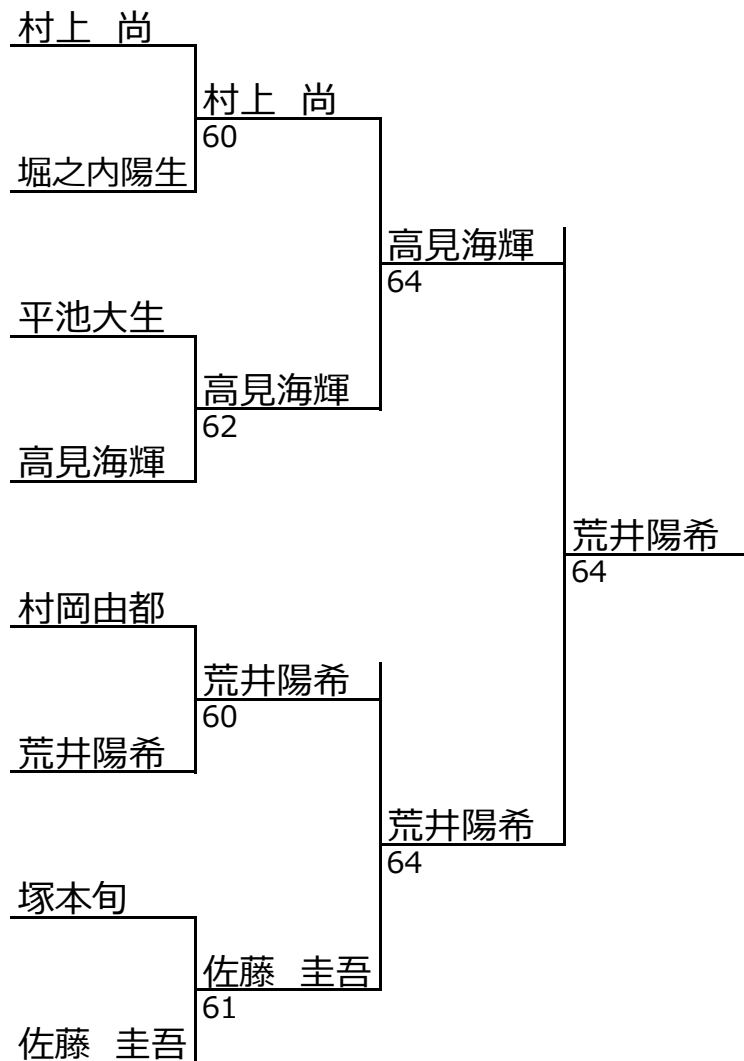 村上　尚
村上　尚
60
堀之内陽生
高見海輝
64
平池大生
高見海輝
62
高見海輝
荒井陽希
64
村岡由都
荒井陽希
60
荒井陽希
荒井陽希
64
塚本旬
佐藤　圭吾
61
佐藤　圭吾